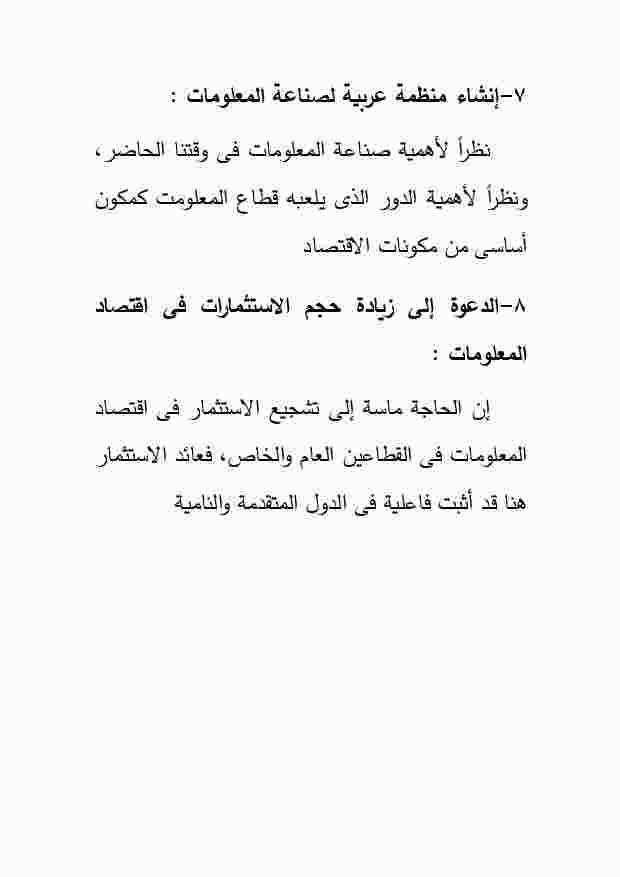 ٧-إنشاء منظمة عربية لصناعة المعلومات :
نظراً لأهمية صناعة المعلومات فى وقتنا الحاضر،
ونظراً لأهمية الدور الذى يلعبه قطاع المعلومت كمكون
أساسى من مكونات الاقتصاد
٨-الدعوة إلى زيادة حجم الاستثمارات فى اقتصاد
المعلومات :
إن الحاجة ماسة إلى تشجيع الاستثمار فى اقتصاد
المعلومات فى القطاعين العام والخاص، فعائد الاستثمار
هنا قد أثبت فاعلية فى الدول المتقدمة والنامية